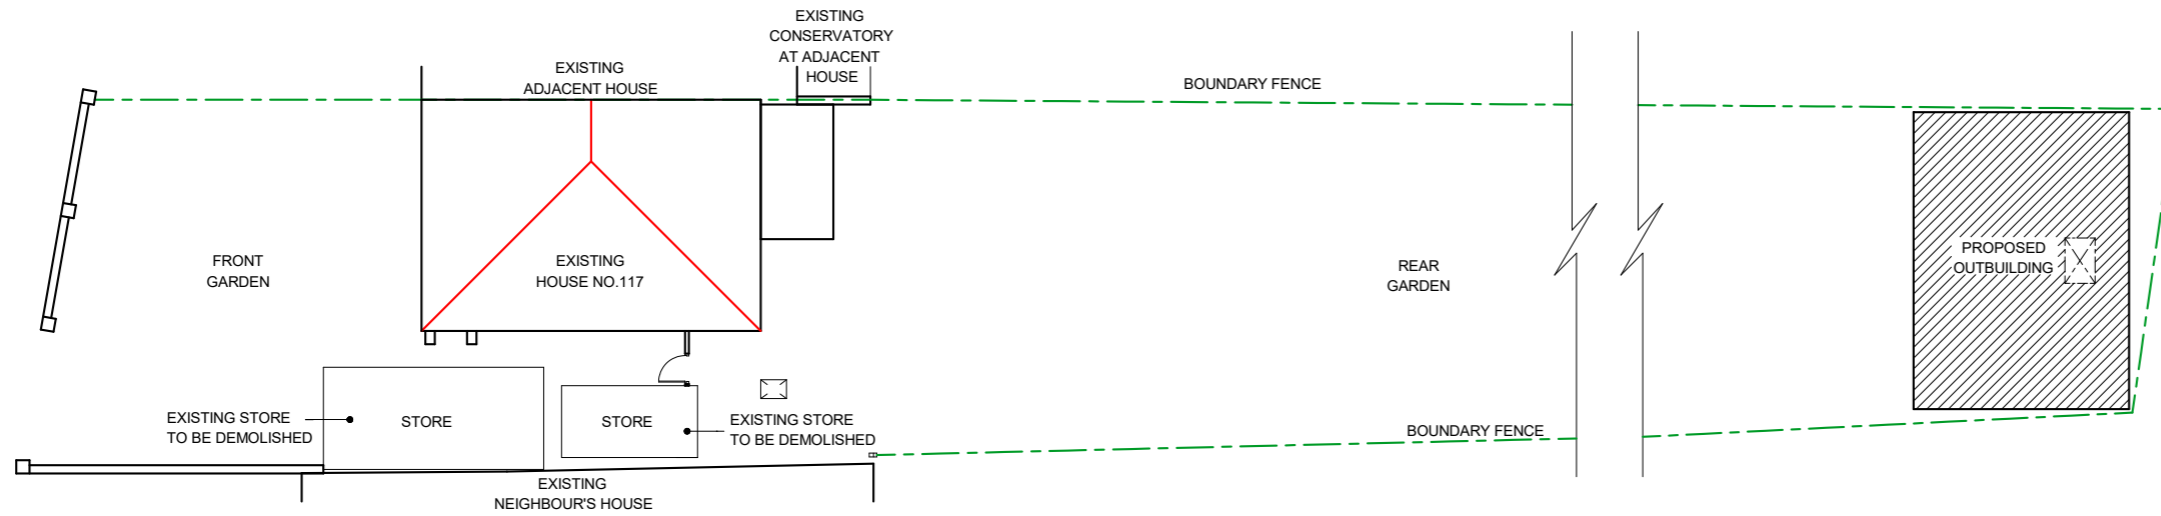 EXISTING
CONSERVATORY
AT ADJACENT
HOUSE
EXISTING
ADJACENT HOUSE
BOUNDARY FENCE
FRONT
GARDEN
EXISTING
HOUSE NO.117
REAR
GARDEN
PROPOSED
OUTBUILDING
EXISTING STORE
TO BE DEMOLISHED
STORE
STORE
EXISTING STORE
TO BE DEMOLISHED
BOUNDARY FENCE
EXISTING
NEIGHBOUR'S HOUSE